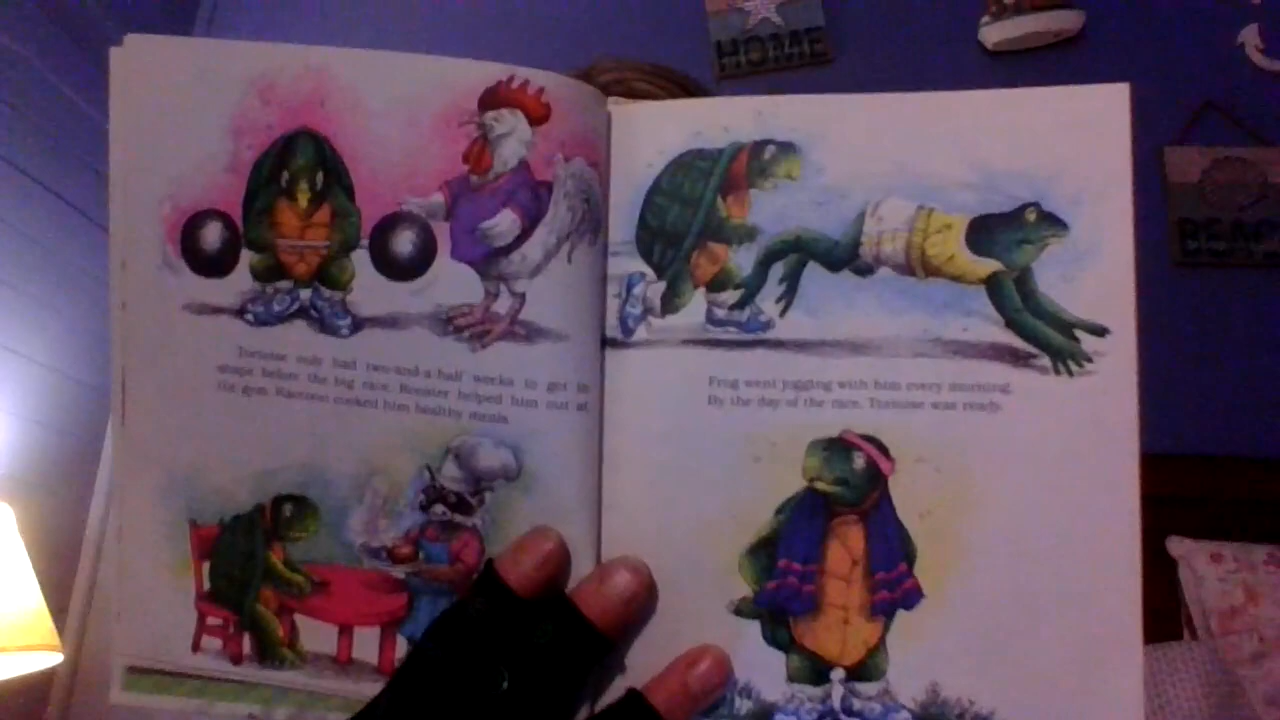 HOME
BEAC
Tortoise only had two-and-a-half weeks to get in
shape before the big race. Rooster helped him out at
the gym. Raccoon cooked him healthy meals.
Frog went jogging with him every morning.
By the day of the race, Tortoise was ready.